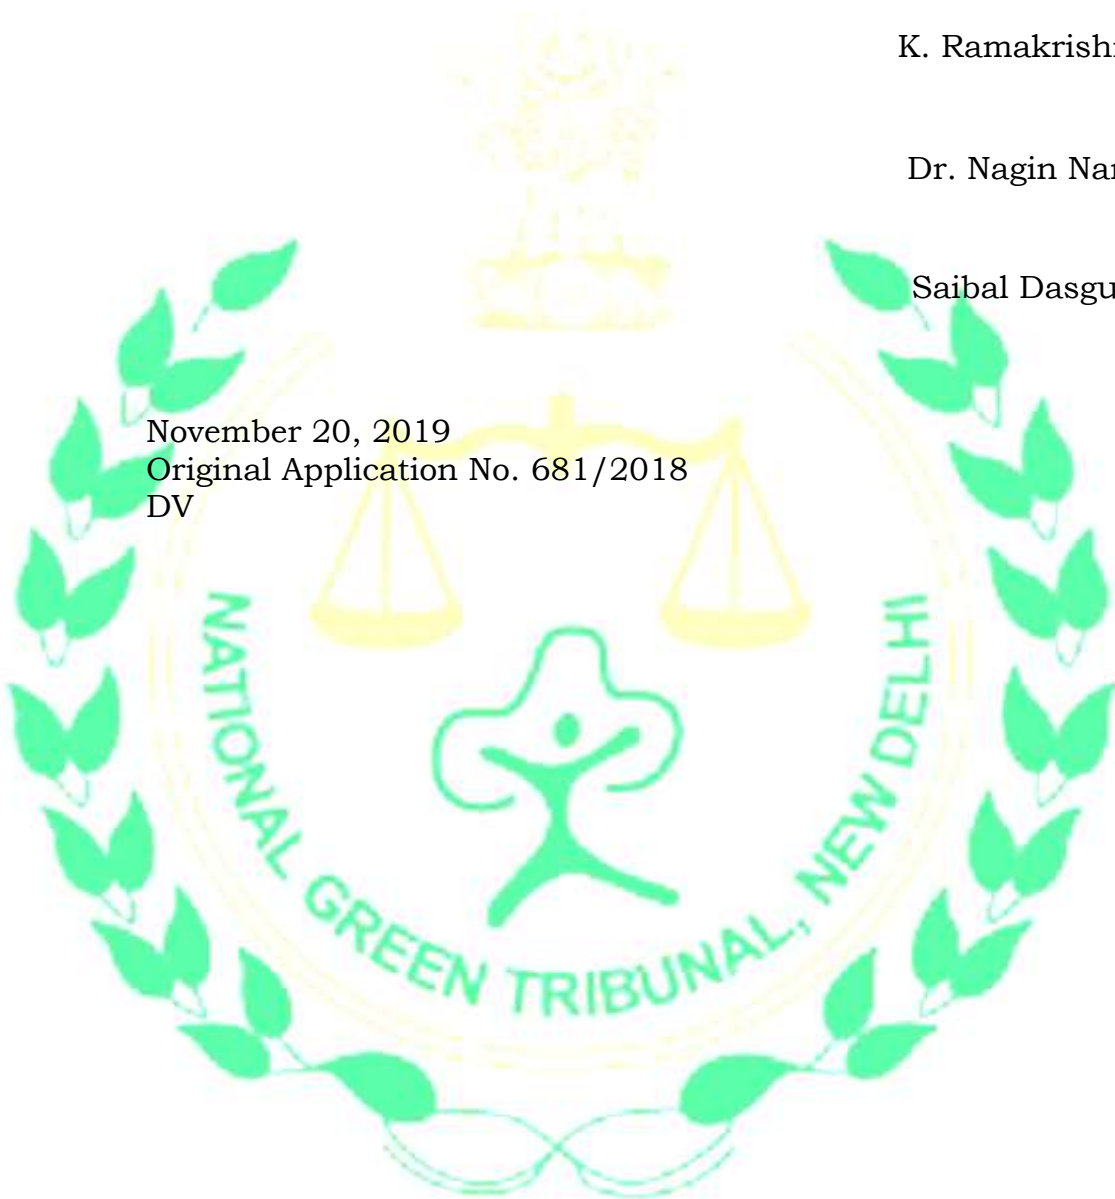 K. Ramakrish
Dr. Nagin Na
Saibal Dasgu
November 20, 2019
Original Application No. 681/2018
DV
NATIONAL GREEN TRIBUNAL, NEW DELHI